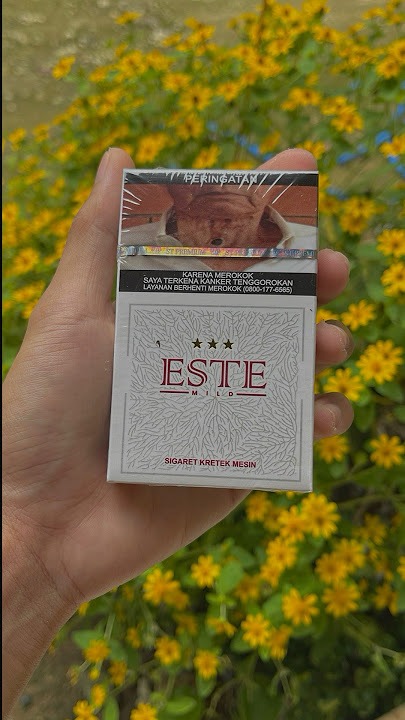 PERINGATAN
KARENA MEROKOK
SAYA TERKENA KANKER TENGGOROKAN
LAYANAN BERHENTI MEROKOK (0800-177-6565)
ESTE
MILD
SIGARET KRETEK MESIN